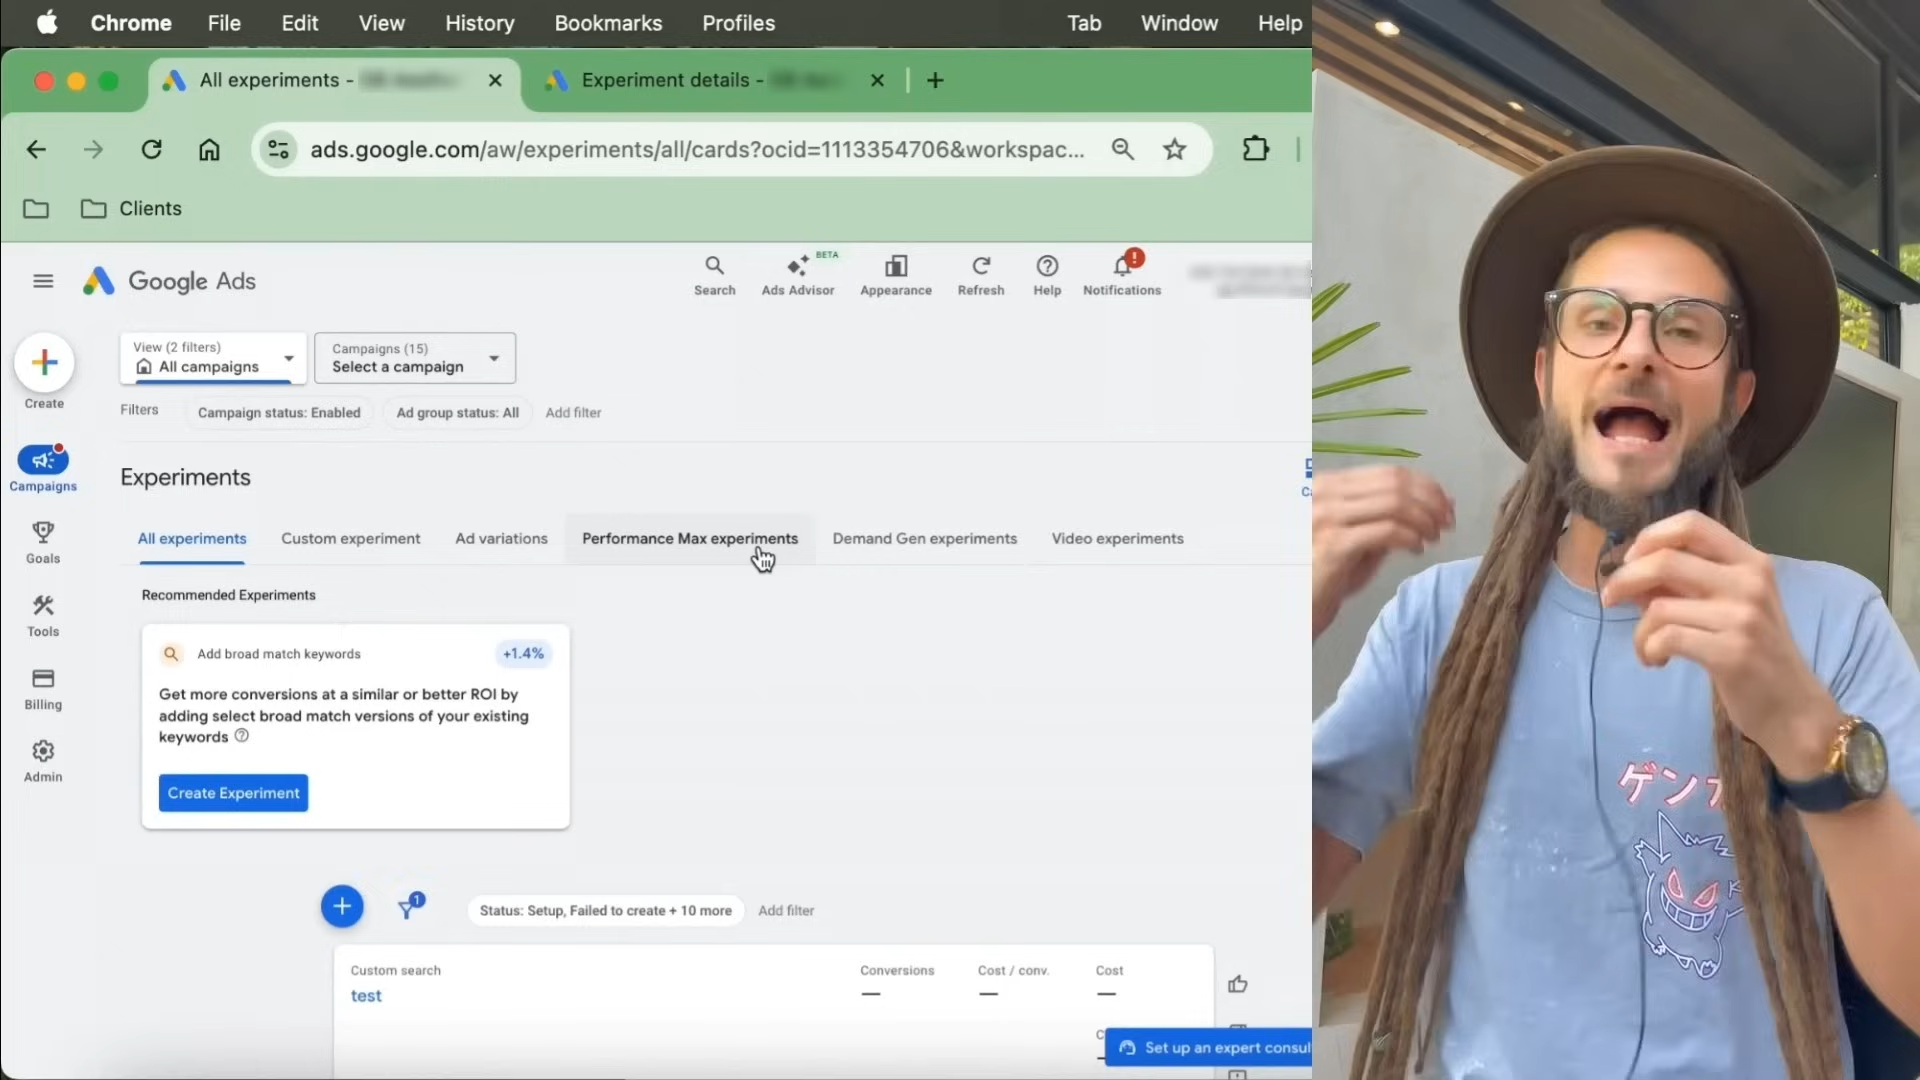 Chrome File Edit View History Bookmarks Profiles Tab Window Help
All experiments -
Experiment details -
ads.google.com/aw/experiments/all/cards?ocid=1113354706&workspac...
Clients
Google Ads
Search
BETA
Ads Advisor
Appearance
Refresh
Help
!
Notifications
Create
Campaigns
Goals
Tools
Billing
Admin
View (2 filters)
All campaigns
Campaigns (15)
Select a campaign
Filters
Campaign status: Enabled
Ad group status: All
Add filter
Experiments
All experiments
Custom experiment
Ad variations
Performance Max experiments
Demand Gen experiments
Video experiments
Recommended Experiments
Add broad match keywords
+1.4%
Get more conversions at a similar or better ROI by
adding select broad match versions of your existing
keywords
Create Experiment
1
Status: Setup, Failed to create + 10 more
Add filter
Custom search
test
Conversions
—
Cost / conv.
—
Cost
—
Set up an expert consul
ゲン